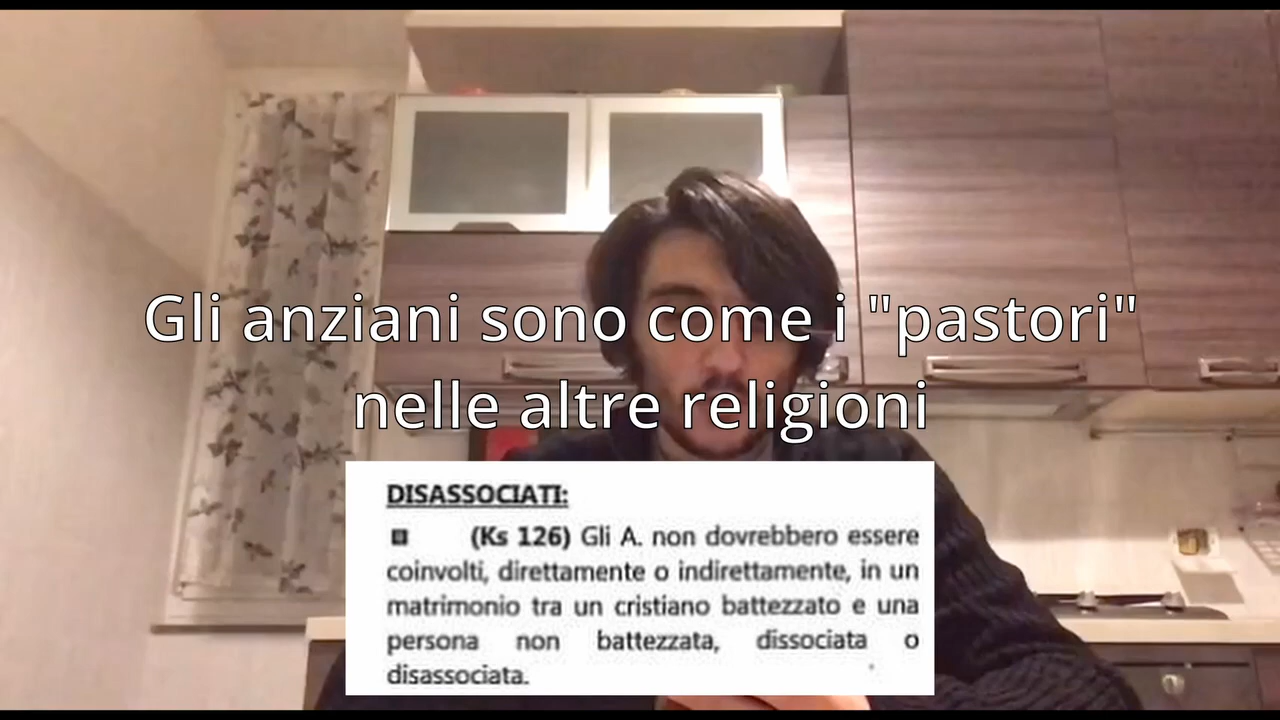 Gli anziani sono come i "pastori"
nelle altre religioni
DISASSOCIATI:
(Ks 126) Gli A. non dovrebbero essere
coinvolti, direttamente o indirettamente, in un
matrimonio tra un cristiano battezzato e una
persona non battezzata, dissociata o
disassociata.